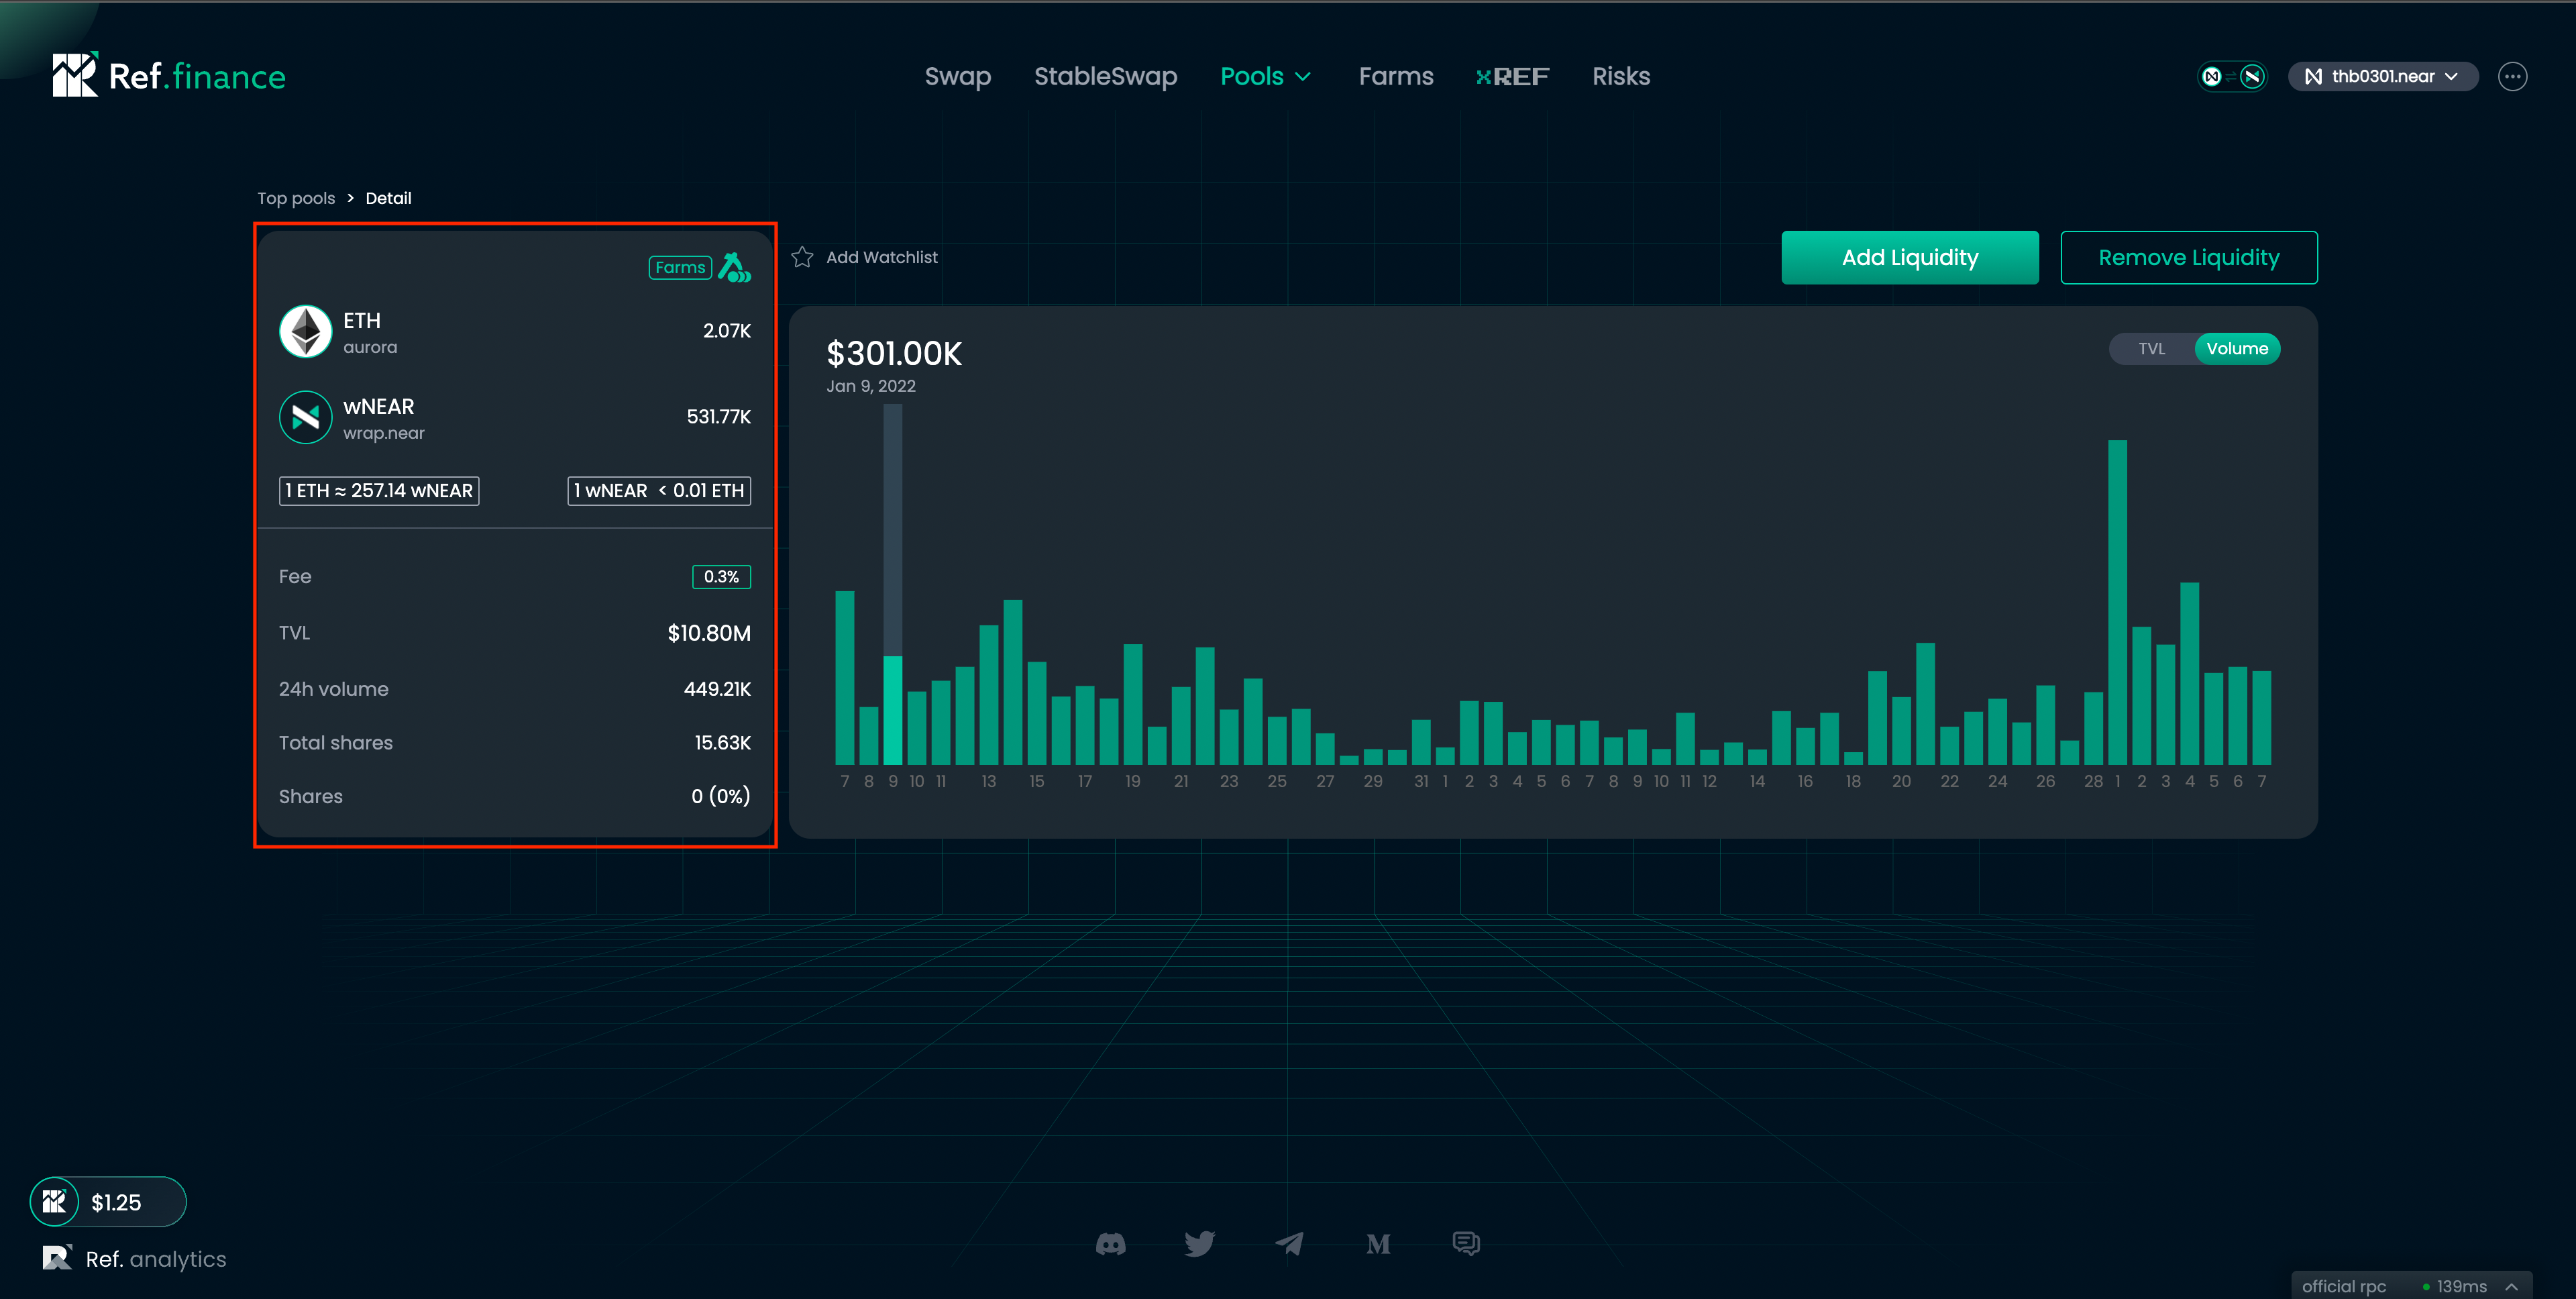 Ref.finance
Swap StableSwap Pools Farms xREF Risks
thb0301.near
Top pools > Detail
Farms
ETH 2.07K
aurora
wNEAR 531.77K
wrap.near
1 ETH ≈ 257.14 wNEAR 1 wNEAR < 0.01 ETH
Fee 0.3%
TVL $10.80M
24h volume 449.21K
Total shares 15.63K
Shares 0 (0%)
Add Watchlist
Add Liquidity Remove Liquidity
$301.00K
Jan 9, 2022
TVL Volume
7 8 9 10 11 13 15 17 19 21 23 25 27 29 31 1 2 3 4 5 6 7 8 9 10 11 12 14 16 18 20 22 24 26 28 1 2 3 4 5 6 7
$1.25
Ref. analytics
official rpc 139ms